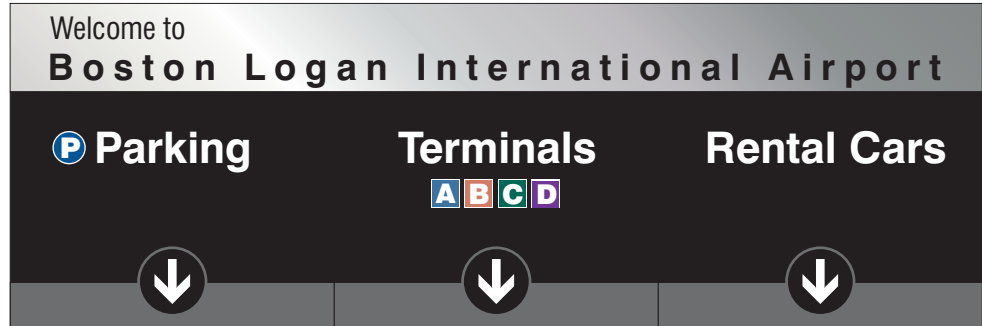 Welcome to
Boston Logan International Airport
P Parking
Terminals
A B C D
Rental Cars